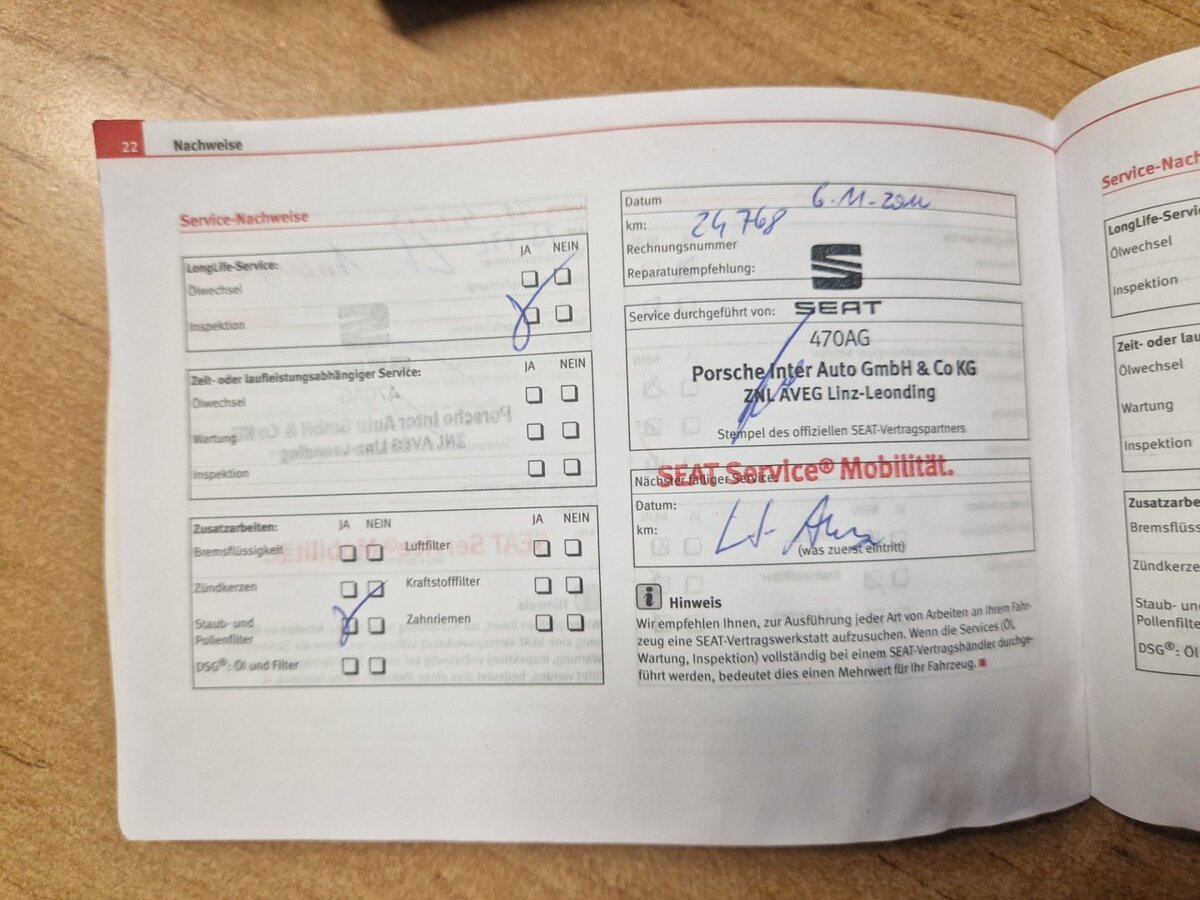 22 Nachweise
Service-Nachweise
JA NEIN
LongLife-Service:
Ölwechsel
Inspektion
JA NEIN
Zeit- oder laufleistungsabhängiger Service:
Ölwechsel
Wartung
Inspektion
Zusatzarbeiten: JA NEIN JA NEIN
Bremsflüssigkeit Luftfilter
Zündkerzen Kraftstofffilter
Staub- und Zahnriemen
Pollenfilter
DSG®: Öl und Filter
Datum 6.11.2011
km: 24768
Rechnungsnummer
Reparaturempfehlung:
SEAT
Service durchgeführt von:
470AG
Porsche Inter Auto GmbH & Co KG
ZNL AVEG Linz-Leonding
Stempel des offiziellen SEAT-Vertragspartners
SEAT Service® Mobilität.
Nächster fälliger Service:
Datum:
km:
(was zuerst eintritt)
i Hinweis
Wir empfehlen Ihnen, zur Ausführung jeder Art von Arbeiten an Ihrem Fahr-
zeug eine SEAT-Vertragswerkstatt aufzusuchen. Wenn die Services (Öl,
Wartung, Inspektion) vollständig bei einem SEAT-Vertragshändler durchge-
führt werden, bedeutet dies einen Mehrwert für Ihr Fahrzeug.
Service-Nach
LongLife-Servic
Ölwechsel
Inspektion
Zeit- oder lau
Ölwechsel
Wartung
Inspektion
Zusatzarbe
Bremsflüss
Zündkerze
Staub- und
Pollenfilter
DSG®: Öl